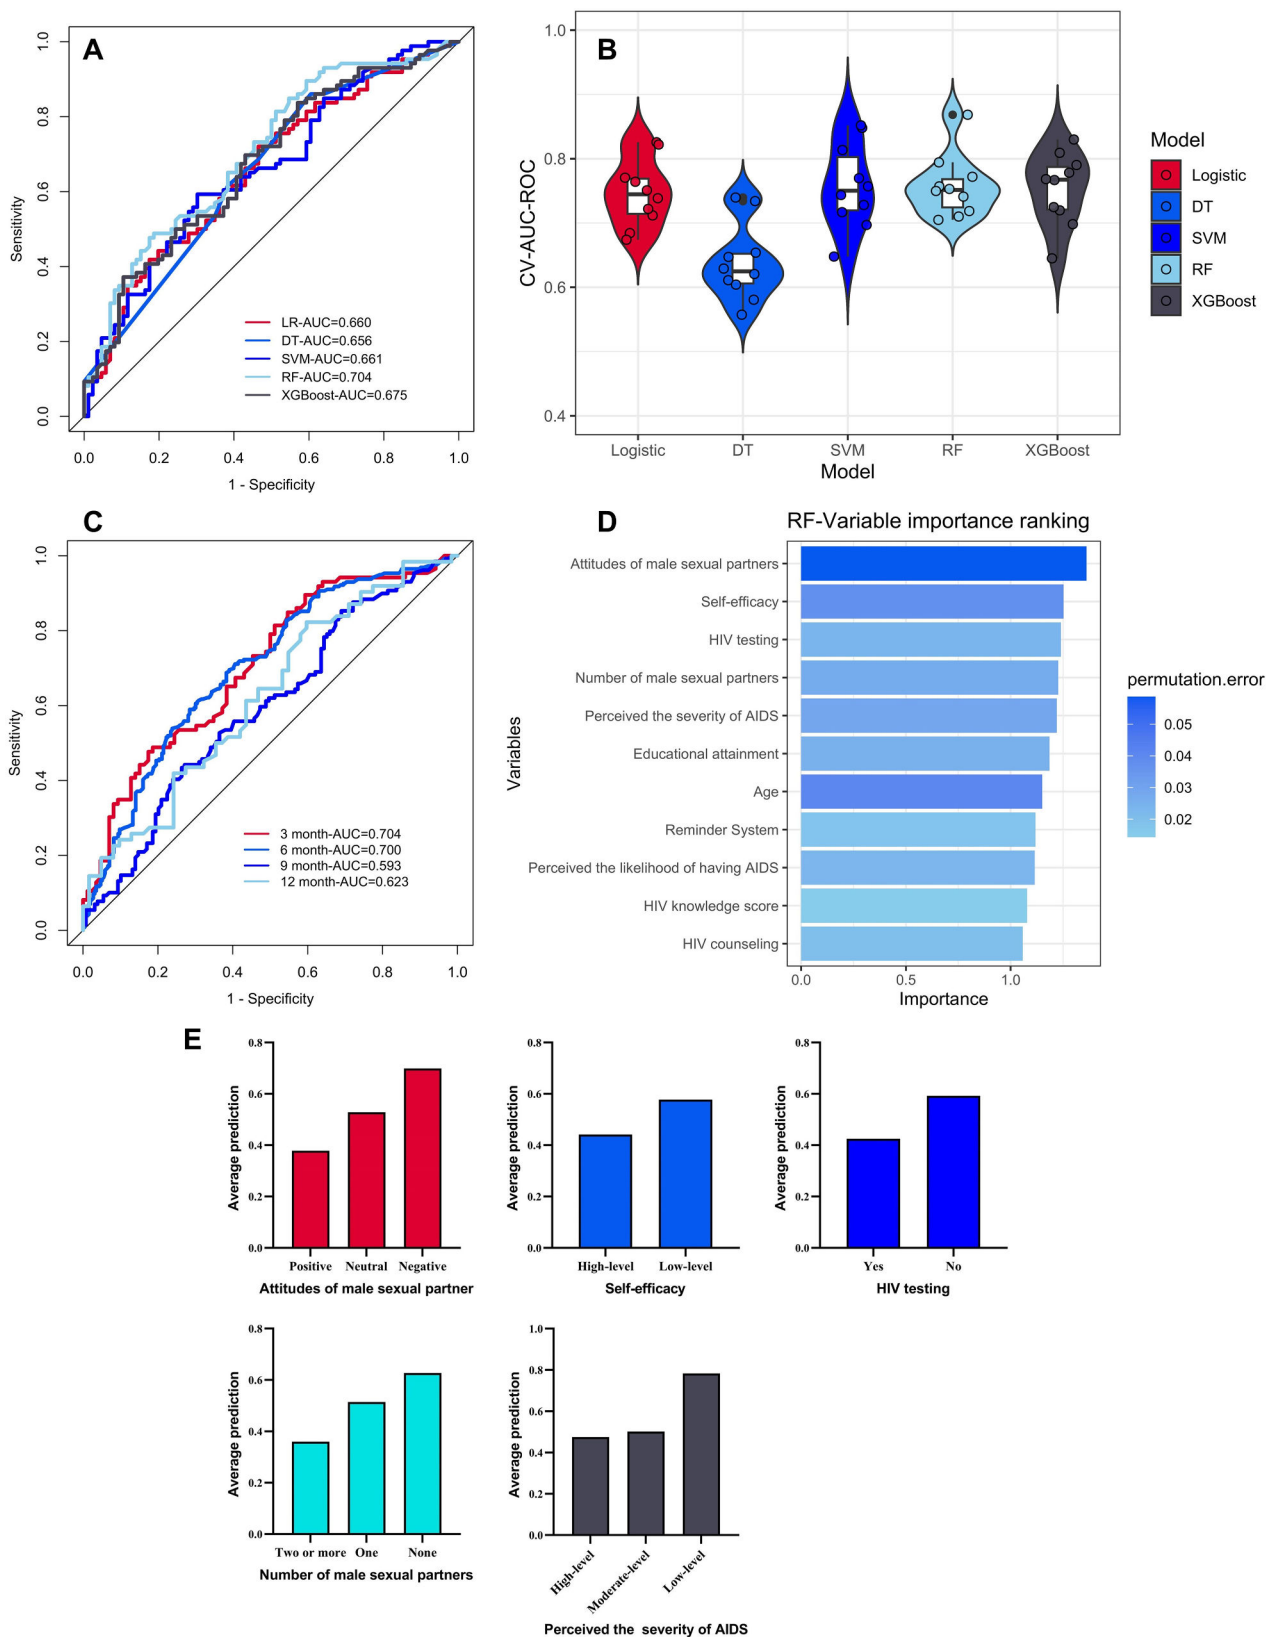 A
1.0
0.8
0.6
0.4
0.2
0.0
Sensitivity
LR-AUC=0.660
DT-AUC=0.656
SVM-AUC=0.661
RF-AUC=0.704
XGBoost-AUC=0.675
0.0 0.2 0.4 0.6 0.8 1.0
1 - Specificity
B
1.0
0.8
0.6
0.4
CV-AUC-ROC
Logistic DT SVM RF XGBoost
Model
Model
Logistic
DT
SVM
RF
XGBoost
C
1.0
0.8
0.6
0.4
0.2
0.0
Sensitivity
3 month-AUC=0.704
6 month-AUC=0.700
9 month-AUC=0.593
12 month-AUC=0.623
0.0 0.2 0.4 0.6 0.8 1.0
1 - Specificity
D
RF-Variable importance ranking
Variables
Attitudes of male sexual partners
Self-efficacy
HIV testing
Number of male sexual partners
Perceived the severity of AIDS
Educational attainment
Age
Reminder System
Perceived the likelihood of having AIDS
HIV knowledge score
HIV counseling
0.0 0.5 1.0
Importance
permutation.error
0.05
0.04
0.03
0.02
E
0.8
0.6
0.4
0.2
0.0
Average prediction
Positive Neutral Negative
Attitudes of male sexual partner
0.8
0.6
0.4
0.2
0.0
Average prediction
High-level Low-level
Self-efficacy
0.8
0.6
0.4
0.2
0.0
Average prediction
Yes No
HIV testing
0.8
0.6
0.4
0.2
0.0
Average prediction
Two or more One None
Number of male sexual partners
1.0
0.8
0.6
0.4
0.2
0.0
Average prediction
High-level Moderate-level Low-level
Perceived the severity of AIDS